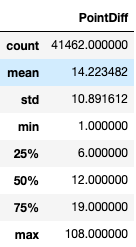 PointDiff
count 41462.000000
mean 14.223482
std 10.891612
min 1.000000
25% 6.000000
50% 12.000000
75% 19.000000
max 108.000000